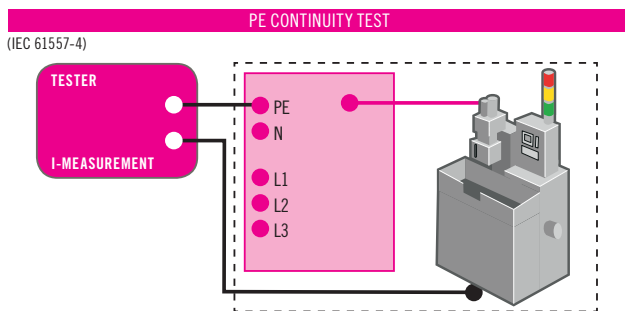 PE CONTINUITY TEST
(IEC 61557-4)
TESTER
I-MEASUREMENT
PE
N
L1
L2
L3